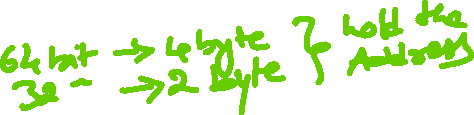 64 bit → 4 byte } hold the
32 " → 2 Byte } Address